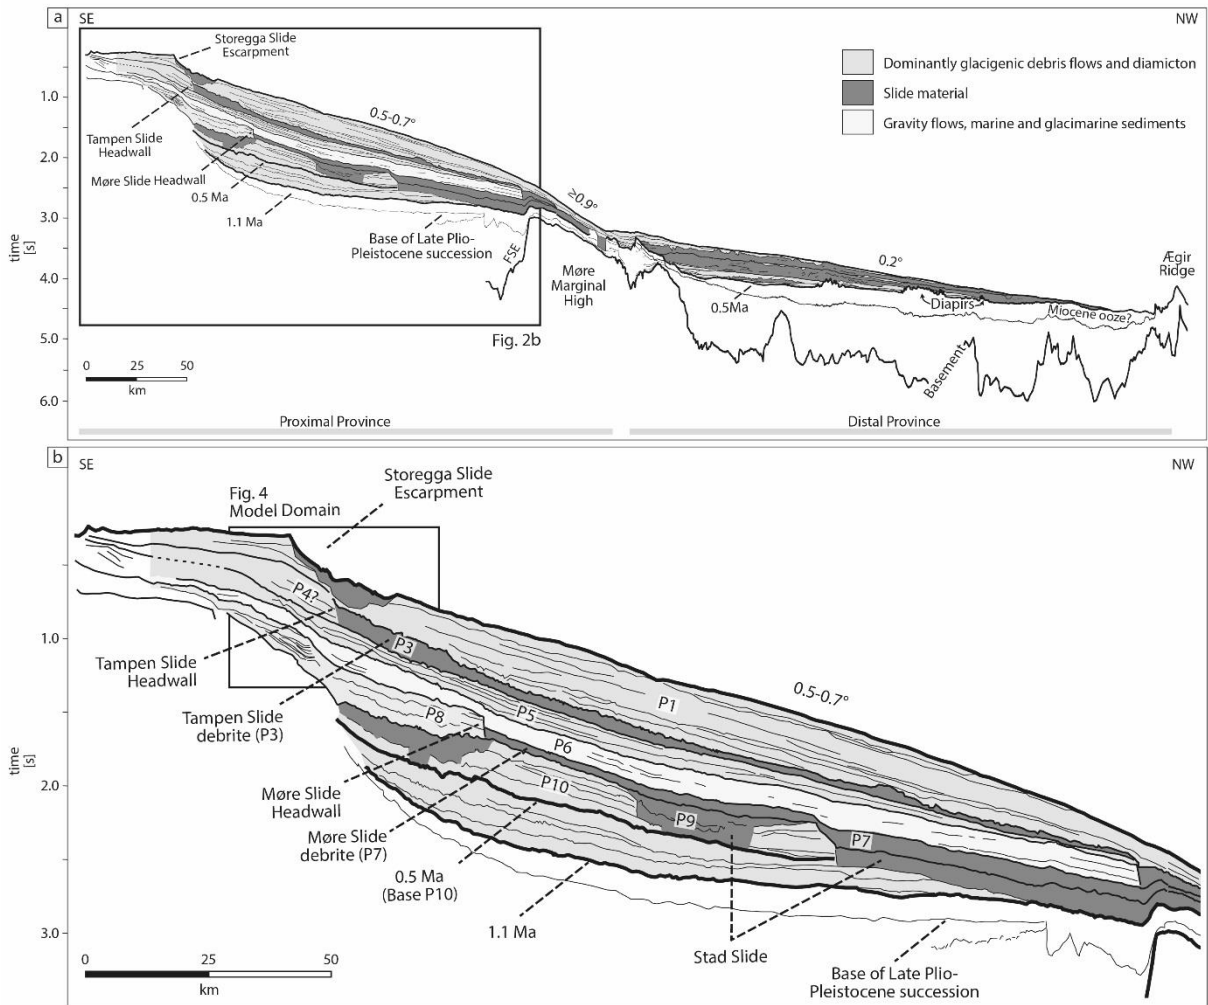 a
SE
NW
Storegga Slide
Escarpment
Dominantly glacigenic debris flows and diamicton
Slide material
Gravity flows, marine and glacimarine sediments
1.0
2.0
3.0
4.0
5.0
6.0
time
[s]
0.5-0.7°
Tampen Slide
Headwall
Møre Slide Headwall
0.5 Ma
1.1 Ma
≥0.9°
Base of Late Plio-
Pleistocene succession
FSE
Møre
Marginal
High
0.2°
Ægir
Ridge
0.5Ma
Diapirs
Miocene ooze?
Basement
Fig. 2b
0 25 50
km
Proximal Province
Distal Province
b
SE
NW
Storegga Slide
Escarpment
Fig. 4
Model Domain
1.0
2.0
3.0
time
[s]
P4?
P3
P1
0.5-0.7°
Tampen Slide
Headwall
Tampen Slide
debrite (P3)
P5
P8
P6
P10
P9
P7
Møre Slide
Headwall
Møre Slide
debrite (P7)
0.5 Ma
(Base P10)
1.1 Ma
Stad Slide
Base of Late Plio-
Pleistocene succession
0 25 50
km